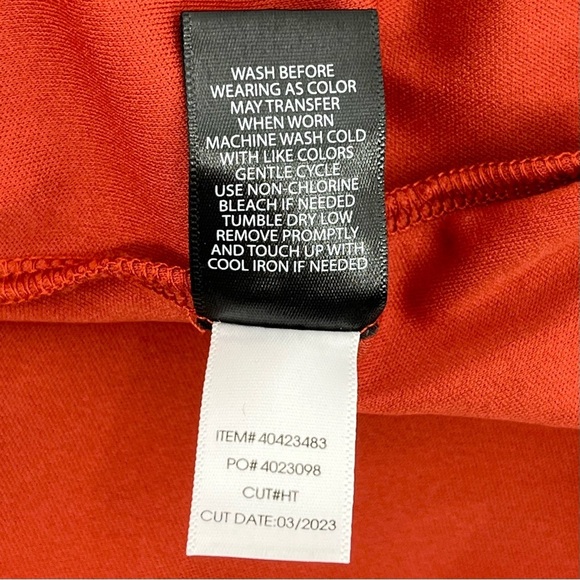 WASH BEFORE
WEARING AS COLOR
MAY TRANSFER
WHEN WORN
MACHINE WASH COLD
WITH LIKE COLORS
GENTLE CYCLE
USE NON-CHLORINE
BLEACH IF NEEDED
TUMBLE DRY LOW
REMOVE PROMPTLY
AND TOUCH UP WITH
COOL IRON IF NEEDED
ITEM# 40423483
PO# 4023098
CUT#HT
CUT DATE:03/2023